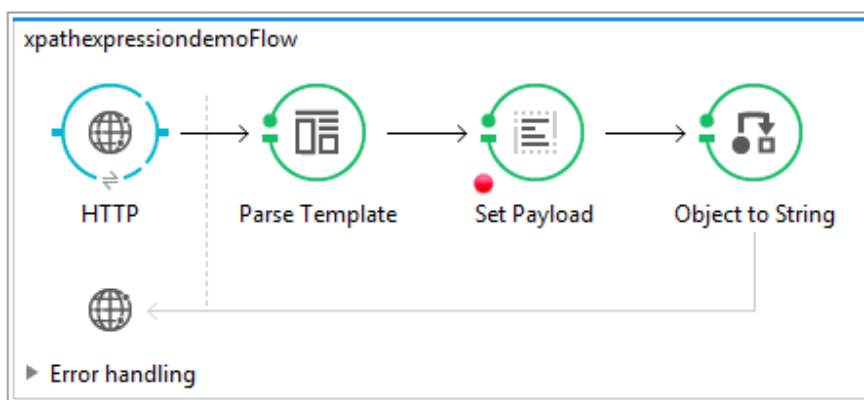 xpathexpressiondemoFlow
HTTP
Parse Template
Set Payload
Object to String
Error handling